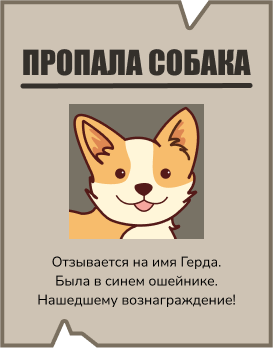 ПРОПАЛА СОБАКА
Отзывается на имя Герда.
Была в синем ошейнике.
Нашедшему вознаграждение!